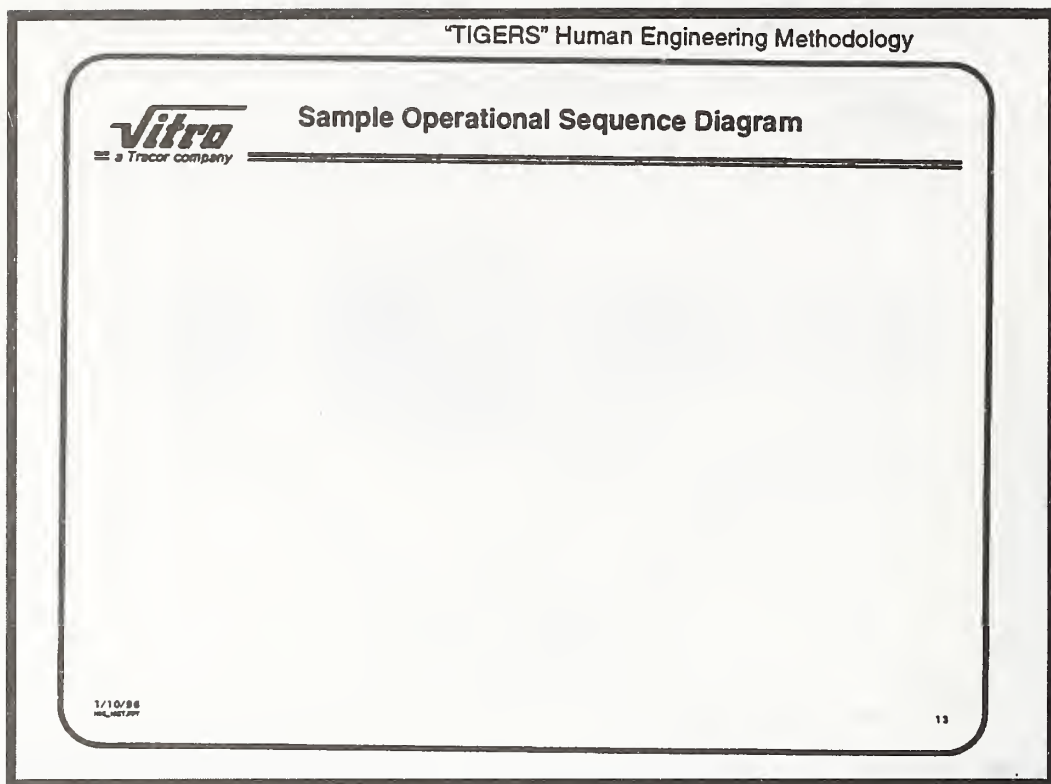 "TIGERS" Human Engineering Methodology
Vitro
a Tracor company
Sample Operational Sequence Diagram
1/10/96
13